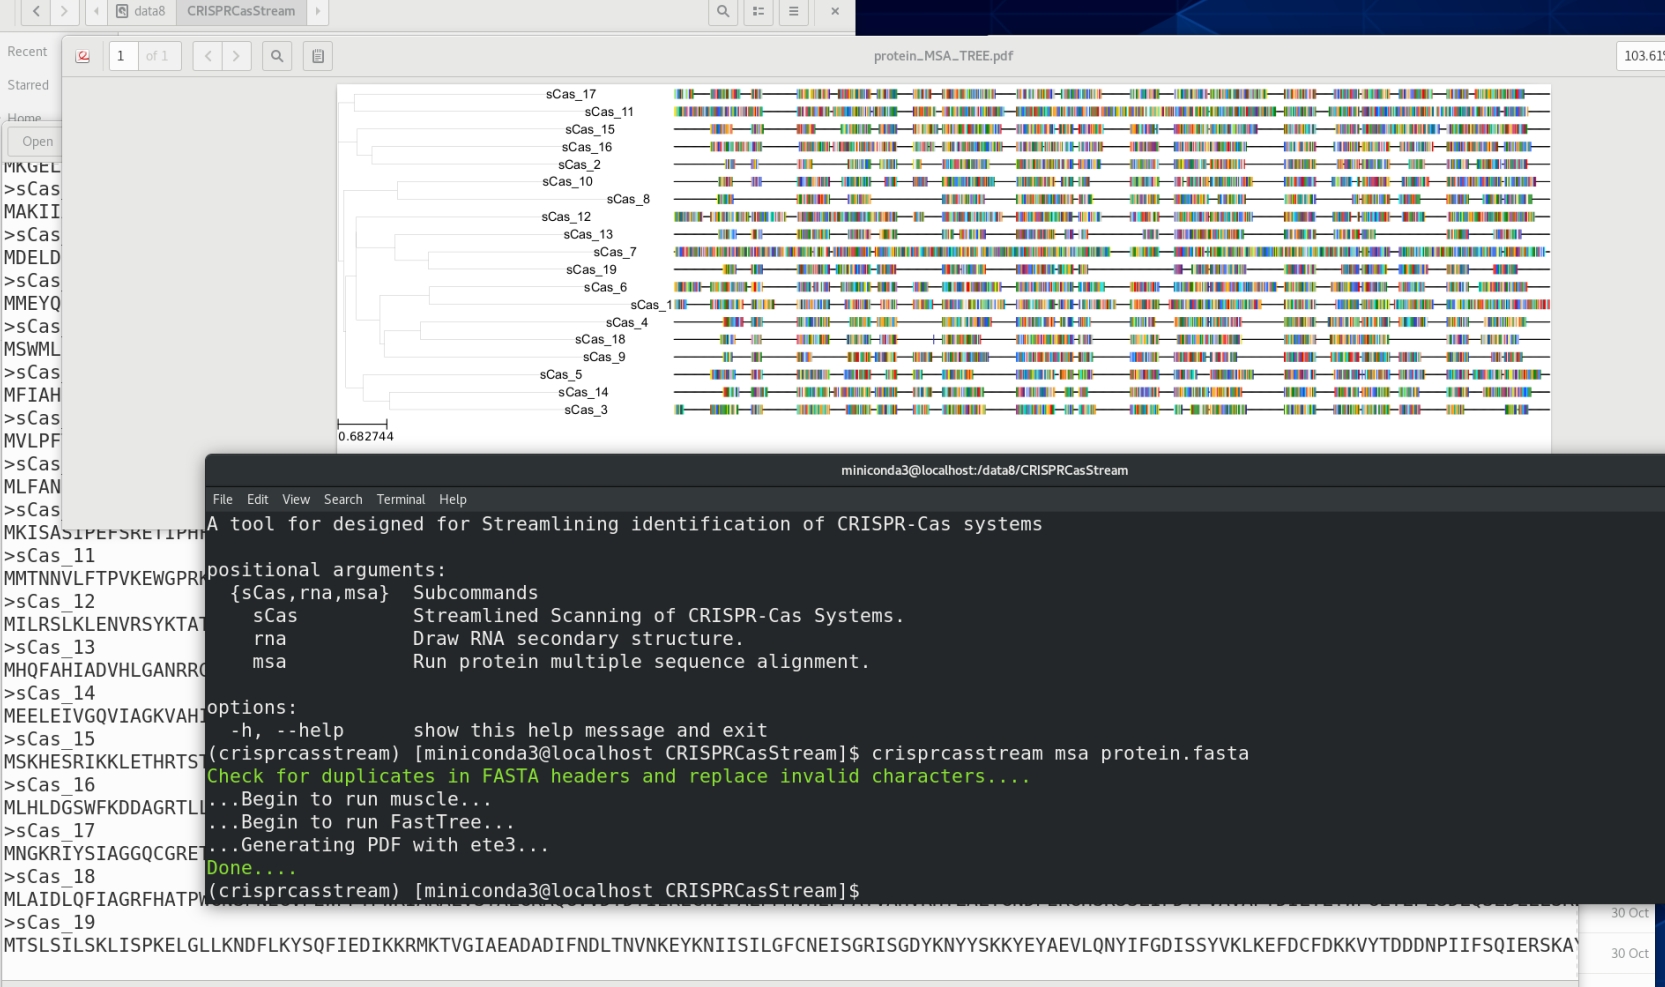 data8
CRISPRCasStream
Recent
Starred
Home
1
of 1
protein_MSA_TREE.pdf
103.61%
Open
sCas_17
sCas_11
sCas_15
sCas_16
sCas_2
sCas_10
sCas_8
sCas_12
sCas_13
sCas_7
sCas_19
sCas_6
sCas_1
sCas_4
sCas_18
sCas_9
sCas_5
sCas_14
sCas_3
0.682744
MKGEL
>sCas
MAKII
>sCas
MDELD
>sCas
MMEYQ
>sCas
MSWML
>sCas
MFIAH
>sCas
MVLPF
>sCas
MLFAN
>sCas
MKISASIPEFSRETIPHF
>sCas_11
MMTNNVLFTPVKEWGPRK
>sCas_12
MILRSLKLENVRSYKTAT
>sCas_13
MHQFAHIADVHLGANRRC
>sCas_14
MEELEIVGQVIAGKVAHI
>sCas_15
MSKHESRIKKLETHRTST
>sCas_16
MLHLDGSWFKDDAGRTLL
>sCas_17
MNGKRIYSIAGGQCGRET
>sCas_18
MLAIDLQFIAGRFHATPW
>sCas_19
MTSLSILSKLISPKELGLLKNDFLKYSQFIEDIKKRMKTVGIAEADADIFNDLTNVNKEYKNIISILGFCNEISGRISGDYKNYYSKKYEYAEVLQNYIFGDISSYVKLKEFDCFDKKVYTDDDNPIIFSQIERSKAY
miniconda3@localhost:/data8/CRISPRCasStream
File Edit View Search Terminal Help
A tool for designed for Streamlining identification of CRISPR-Cas systems
positional arguments:
{sCas,rna,msa} Subcommands
sCas Streamlined Scanning of CRISPR-Cas Systems.
rna Draw RNA secondary structure.
msa Run protein multiple sequence alignment.
options:
-h, --help show this help message and exit
(crisprcasstream) [miniconda3@localhost CRISPRCasStream]$ crisprcasstream msa protein.fasta
Check for duplicates in FASTA headers and replace invalid characters....
...Begin to run muscle...
...Begin to run FastTree...
...Generating PDF with ete3...
Done....
(crisprcasstream) [miniconda3@localhost CRISPRCasStream]$
30 Oct
30 Oct